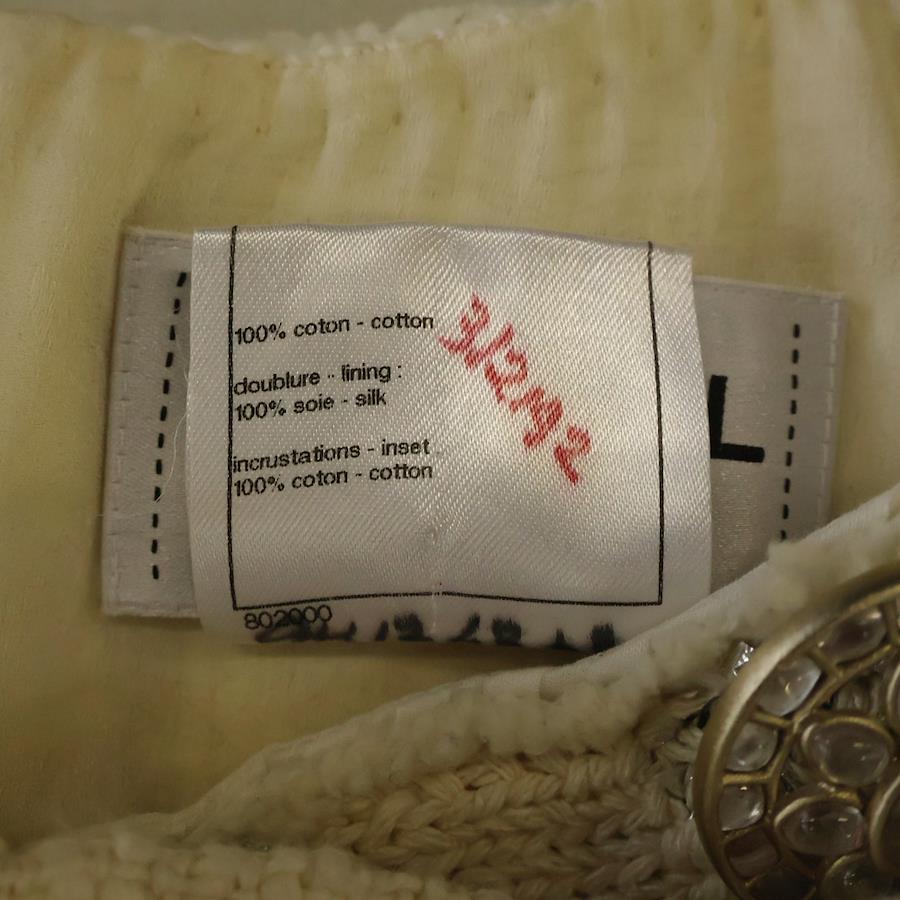 100% coton - cotton
doublure - lining :
100% soie - silk
incrustations - inset
100% coton - cotton
802000
L